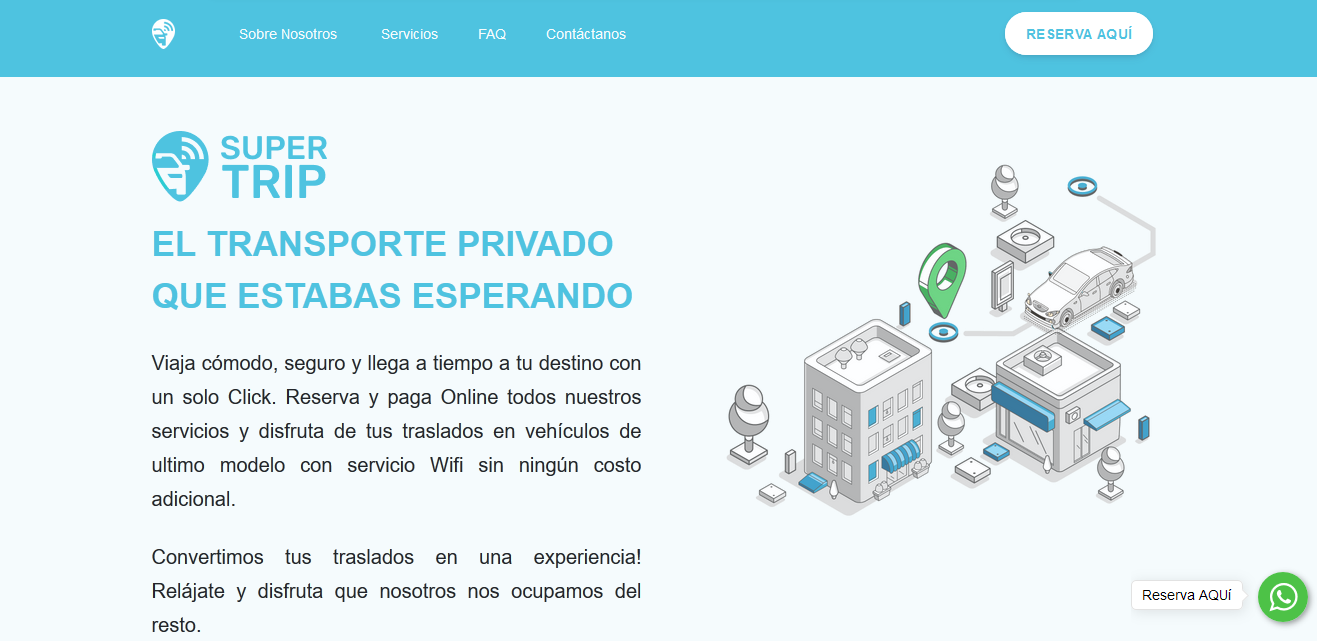 Sobre Nosotros
Servicios
FAQ
Contáctanos
RESERVA AQUÍ
SUPER
TRIP
EL TRANSPORTE PRIVADO
QUE ESTABAS ESPERANDO
Viaja cómodo, seguro y llega a tiempo a tu destino con
un solo Click. Reserva y paga Online todos nuestros
servicios y disfruta de tus traslados en vehículos de
ultimo modelo con servicio Wifi sin ningún costo
adicional.
Convertimos tus traslados en una experiencia!
Relájate y disfruta que nosotros nos ocupamos del
resto.
Reserva AQUí